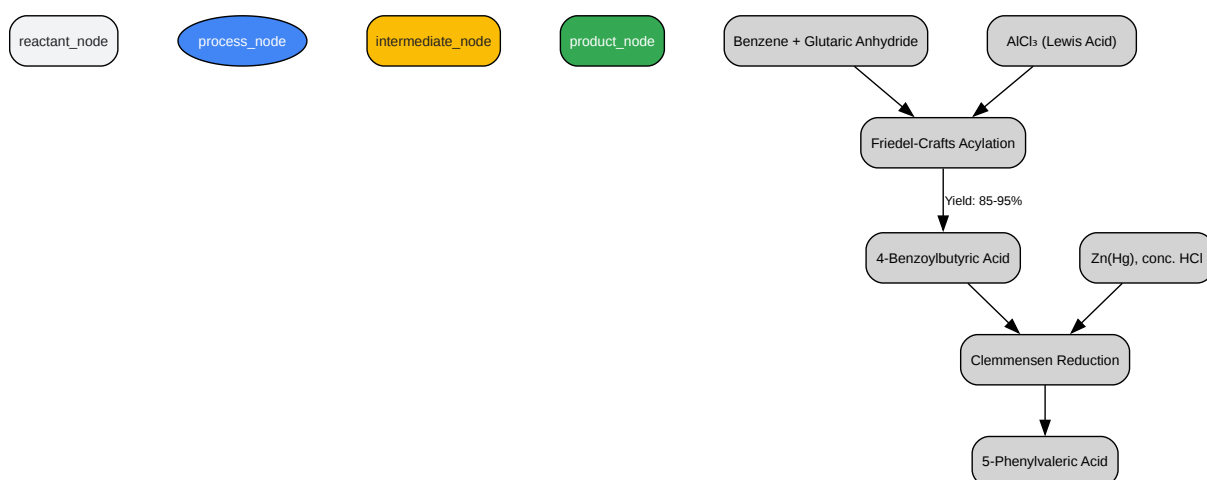 reactant_node
process_node
intermediate_node
product_node
Benzene + Glutaric Anhydride
AlCl₃ (Lewis Acid)
Friedel-Crafts Acylation
Yield: 85-95%
4-Benzoylbutyric Acid
Zn(Hg), conc. HCl
Clemmensen Reduction
5-Phenylvaleric Acid